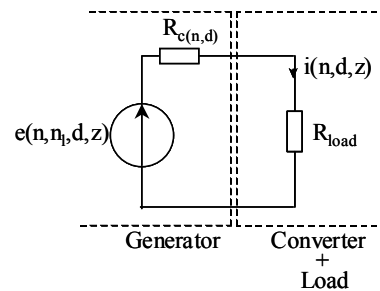 R_c(n,d)
i(n,d,z)
e(n,n_l,d,z)
R_load
Generator
Converter
+
Load